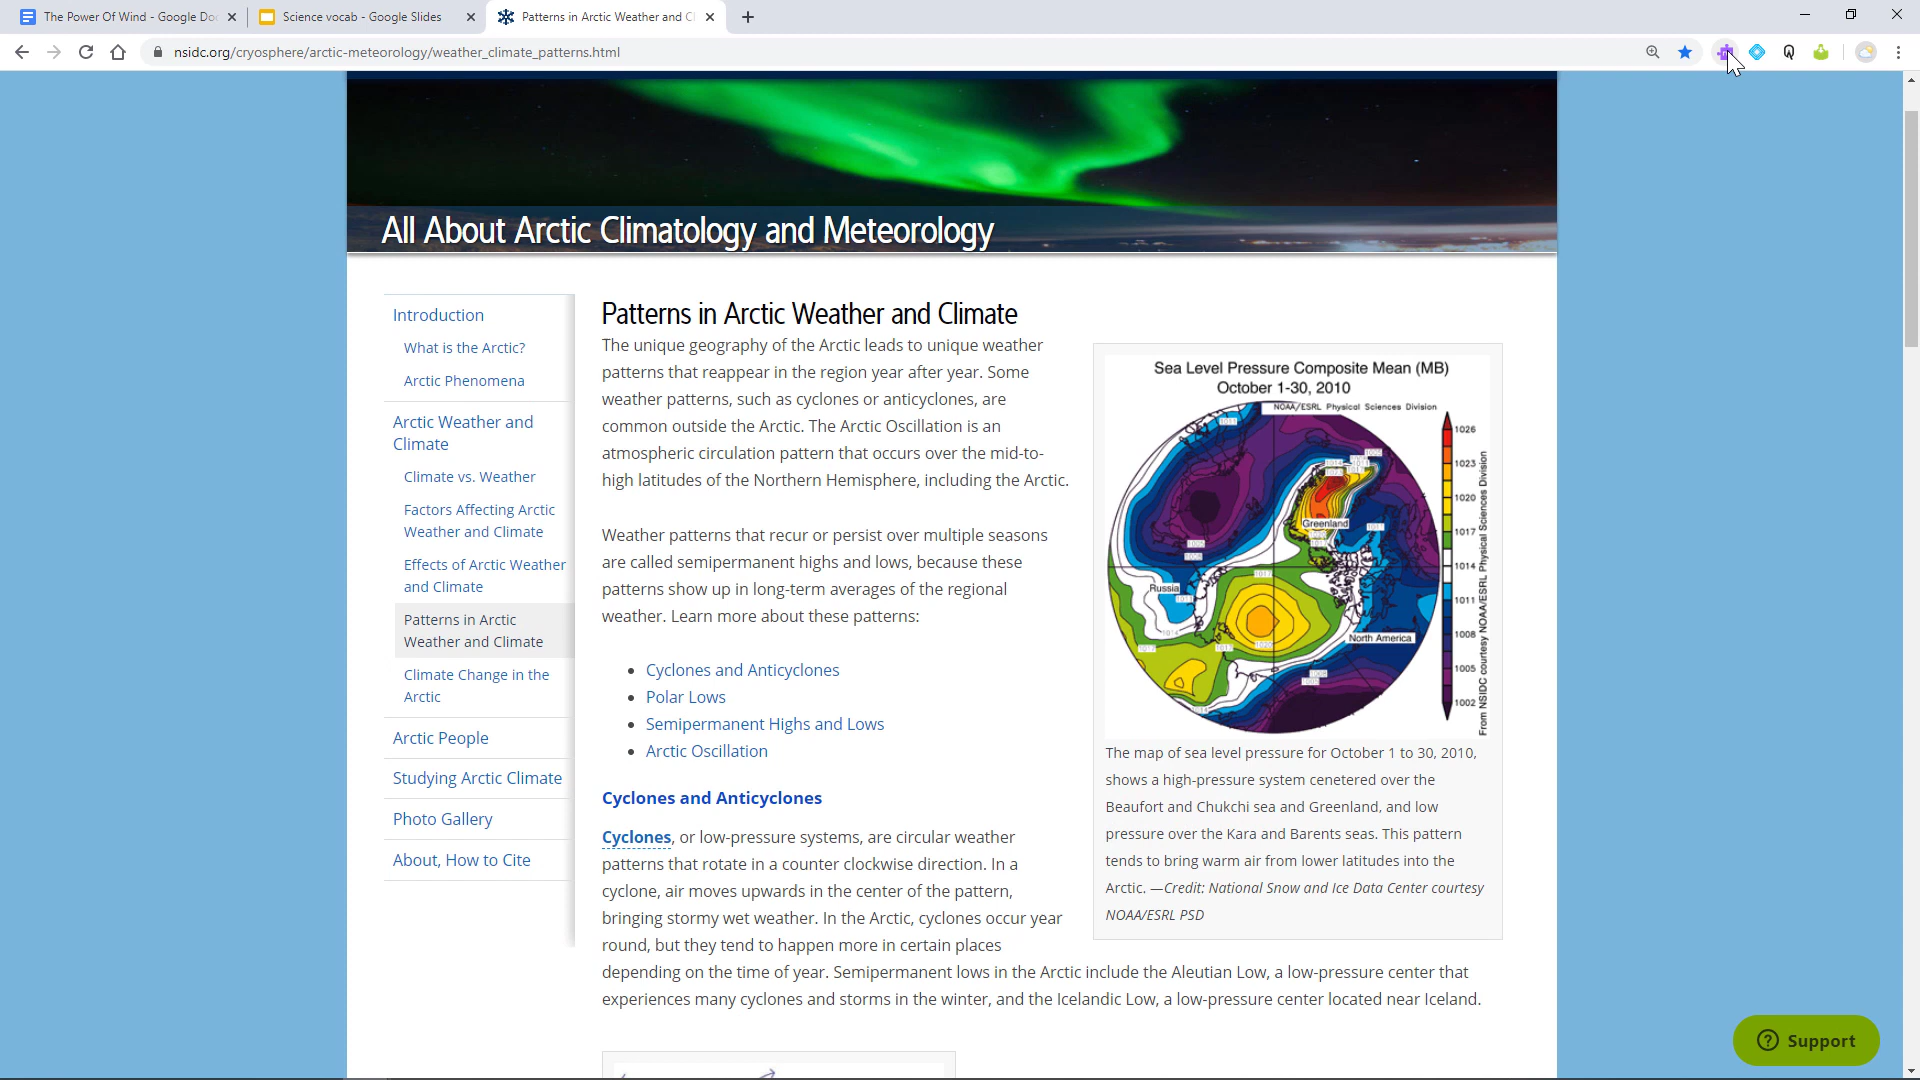 The Power Of Wind - Google Do
Science vocab - Google Slides
Patterns in Arctic Weather and C
nsidc.org/cryosphere/arctic-meteorology/weather_climate_patterns.html
All About Arctic Climatology and Meteorology
Introduction
What is the Arctic?
Arctic Phenomena
Arctic Weather and
Climate
Climate vs. Weather
Factors Affecting Arctic
Weather and Climate
Effects of Arctic Weather
and Climate
Patterns in Arctic
Weather and Climate
Climate Change in the
Arctic
Arctic People
Studying Arctic Climate
Photo Gallery
About, How to Cite
Patterns in Arctic Weather and Climate
The unique geography of the Arctic leads to unique weather
patterns that reappear in the region year after year. Some
weather patterns, such as cyclones or anticyclones, are
common outside the Arctic. The Arctic Oscillation is an
atmospheric circulation pattern that occurs over the mid-to-
high latitudes of the Northern Hemisphere, including the Arctic.
Weather patterns that recur or persist over multiple seasons
are called semipermanent highs and lows, because these
patterns show up in long-term averages of the regional
weather. Learn more about these patterns:
Cyclones and Anticyclones
Polar Lows
Semipermanent Highs and Lows
Arctic Oscillation
Cyclones and Anticyclones
Cyclones, or low-pressure systems, are circular weather
patterns that rotate in a counter clockwise direction. In a
cyclone, air moves upwards in the center of the pattern,
bringing stormy wet weather. In the Arctic, cyclones occur year
round, but they tend to happen more in certain places
depending on the time of year. Semipermanent lows in the Arctic include the Aleutian Low, a low-pressure center that
experiences many cyclones and storms in the winter, and the Icelandic Low, a low-pressure center located near Iceland.
Sea Level Pressure Composite Mean (MB)
October 1-30, 2010
NOAA/ESRL Physical Sciences Division
Greenland
Russia
North America
1026
1023
1020
1017
1014
1011
1008
1005
1002
From NSIDC courtesy NOAA/ESRL Physical Sciences Division
The map of sea level pressure for October 1 to 30, 2010,
shows a high-pressure system cenetered over the
Beaufort and Chukchi sea and Greenland, and low
pressure over the Kara and Barents seas. This pattern
tends to bring warm air from lower latitudes into the
Arctic. —Credit: National Snow and Ice Data Center courtesy
NOAA/ESRL PSD
Support